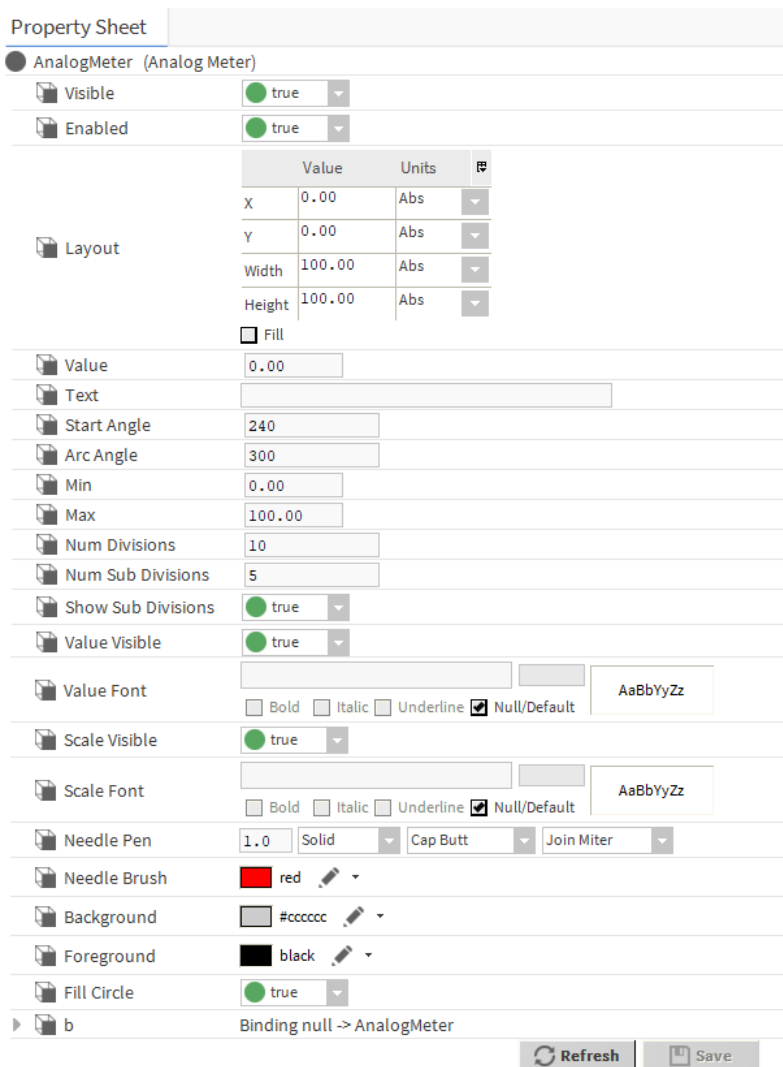 Property Sheet
AnalogMeter (Analog Meter)
Visible true
Enabled true
Value Units
X 0.00 Abs
Y 0.00 Abs
Layout
Width 100.00 Abs
Height 100.00 Abs
Fill
Value 0.00
Text
Start Angle 240
Arc Angle 300
Min 0.00
Max 100.00
Num Divisions 10
Num Sub Divisions 5
Show Sub Divisions true
Value Visible true
Value Font AaBbYyZz
Bold Italic Underline Null/Default
Scale Visible true
Scale Font AaBbYyZz
Bold Italic Underline Null/Default
Needle Pen 1.0 Solid Cap Butt Join Miter
Needle Brush red
Background #cccccc
Foreground black
Fill Circle true
b Binding null -> AnalogMeter
Refresh Save